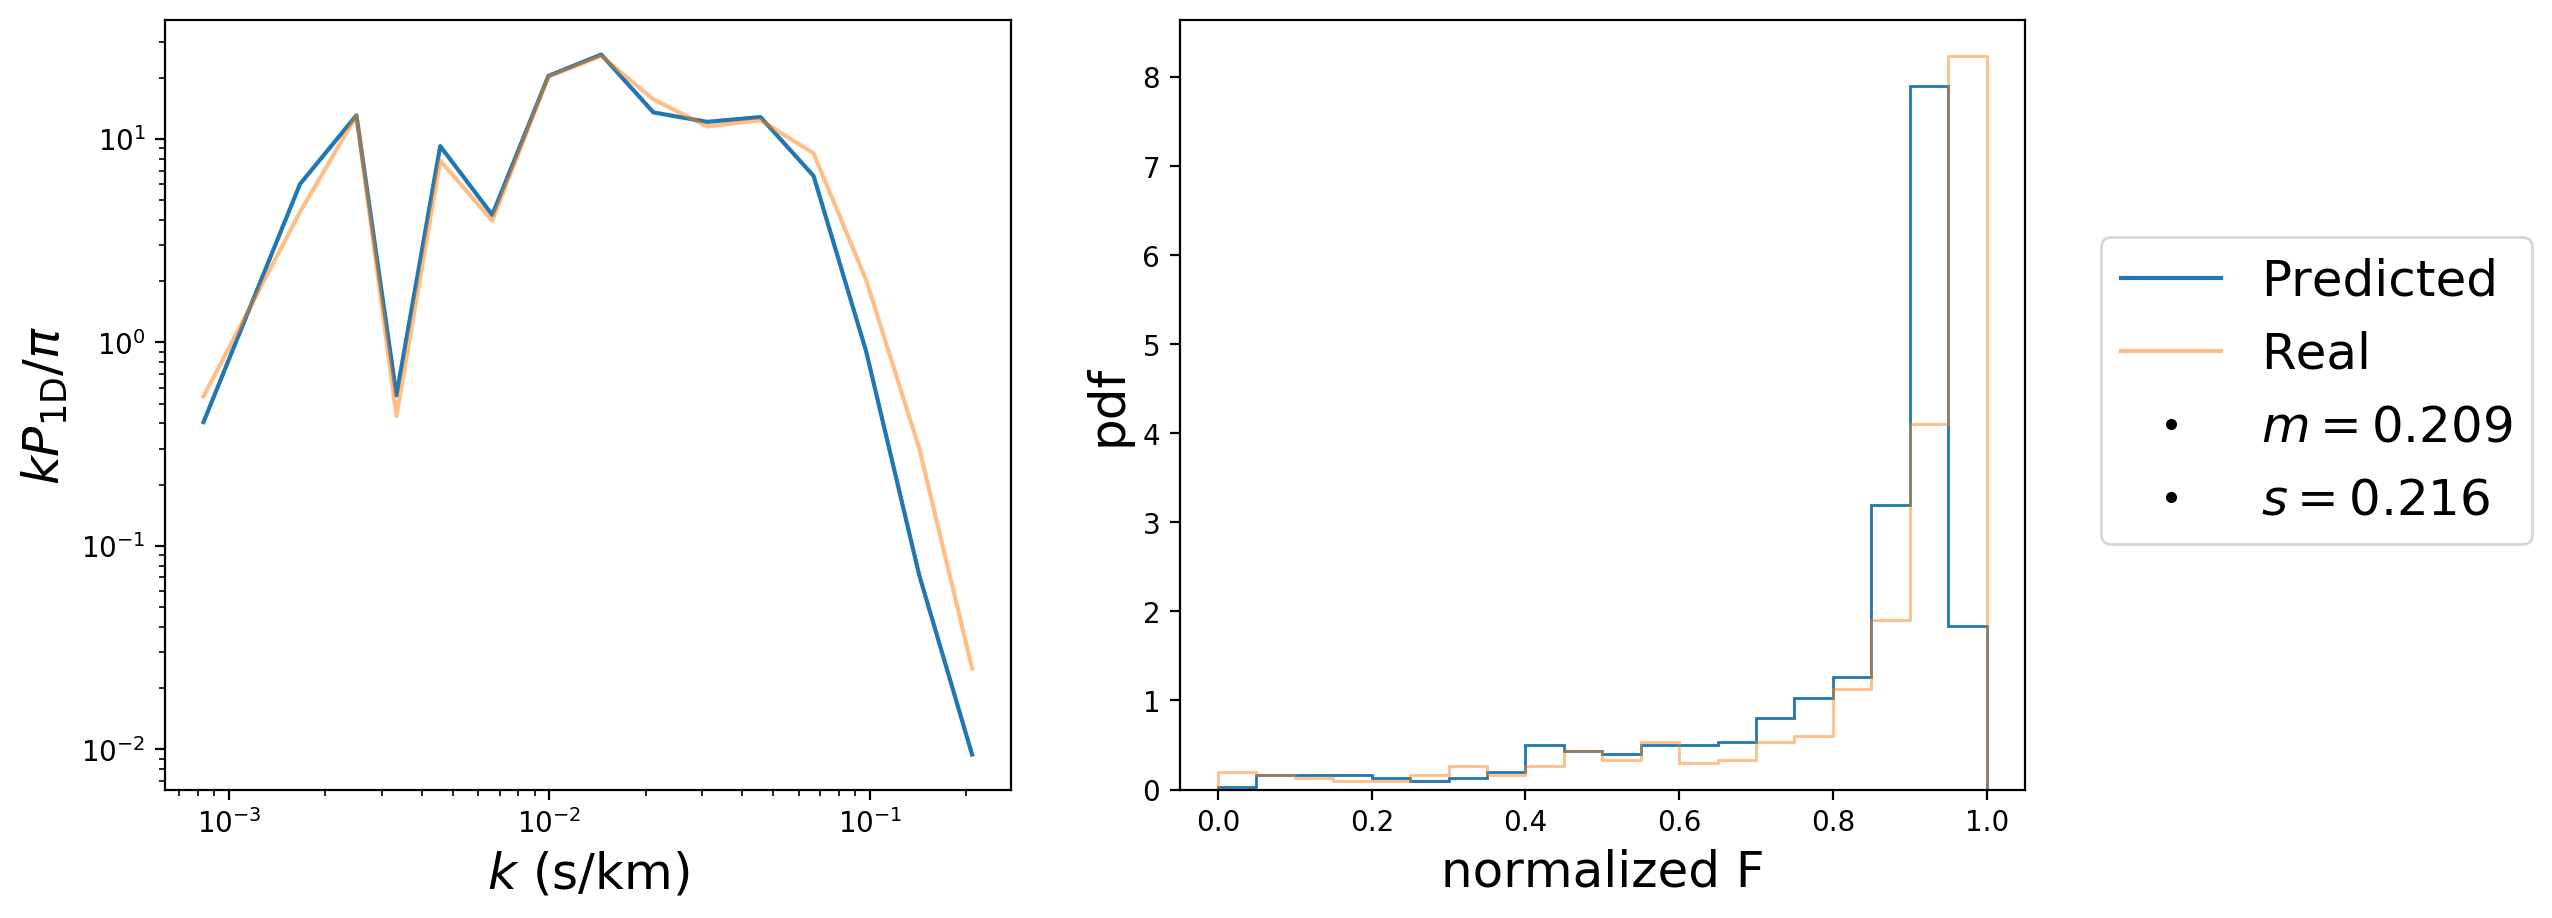 10¹
10⁰
10⁻¹
10⁻²
kP₁D/π
10⁻³
10⁻²
10⁻¹
k (s/km)
8
7
6
5
4
3
2
1
0
pdf
0.0
0.2
0.4
0.6
0.8
1.0
normalized F
Predicted
Real
m = 0.209
s = 0.216